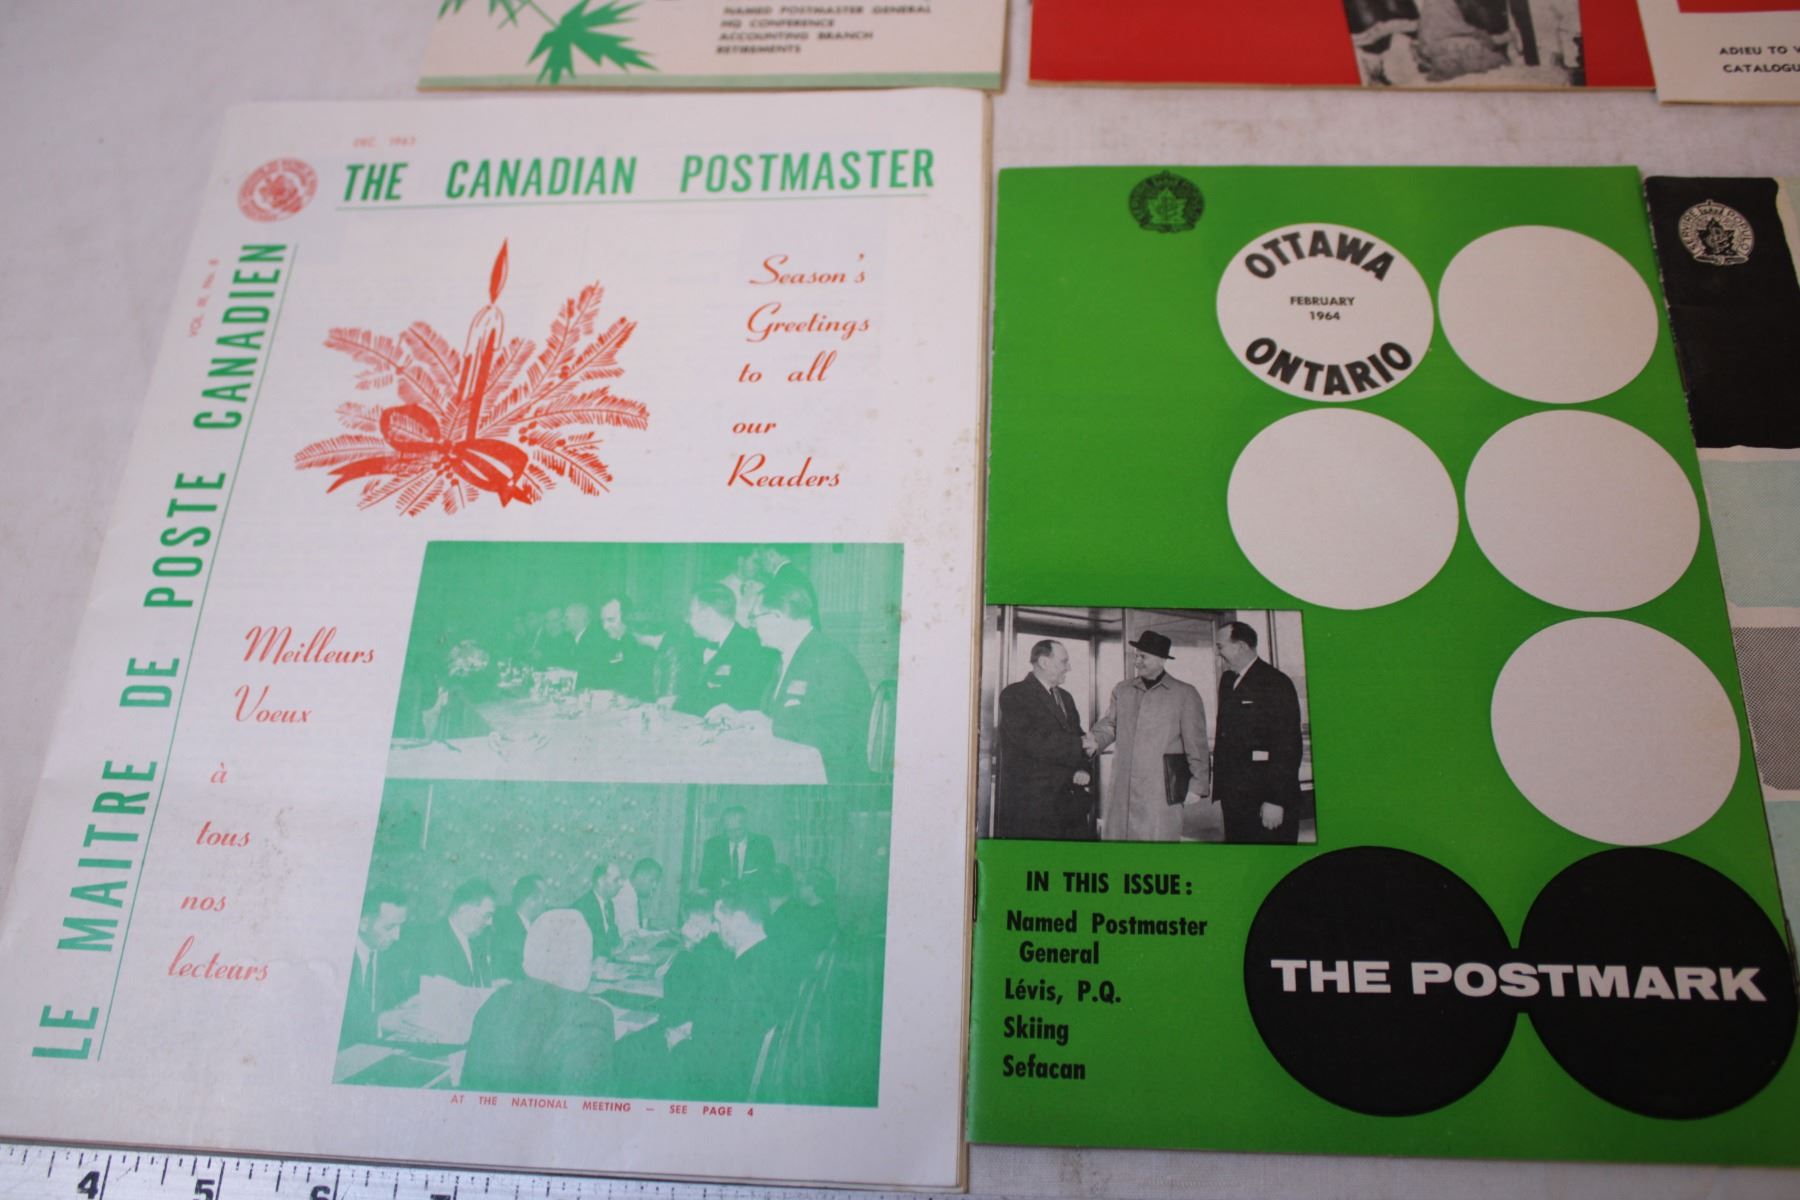 NAMED POSTMASTER GENERAL
HQ CONFERENCE
ACCOUNTING BRANCH
RETIREMENTS
ADIEU TO
CATALOGU
DEC. 1963
THE CANADIAN POSTMASTER
LE MAITRE DE POSTE CANADIEN
Season's
Greetings
to all
our
Readers
Meilleurs
Voeux
à
tous
nos
lecteurs
AT THE NATIONAL MEETING — SEE PAGE 4
OTTAWA
FEBRUARY
1964
ONTARIO
IN THIS ISSUE:
Named Postmaster
General
Lévis, P.Q.
Skiing
Sefacan
THE POSTMARK
4 5 6 7